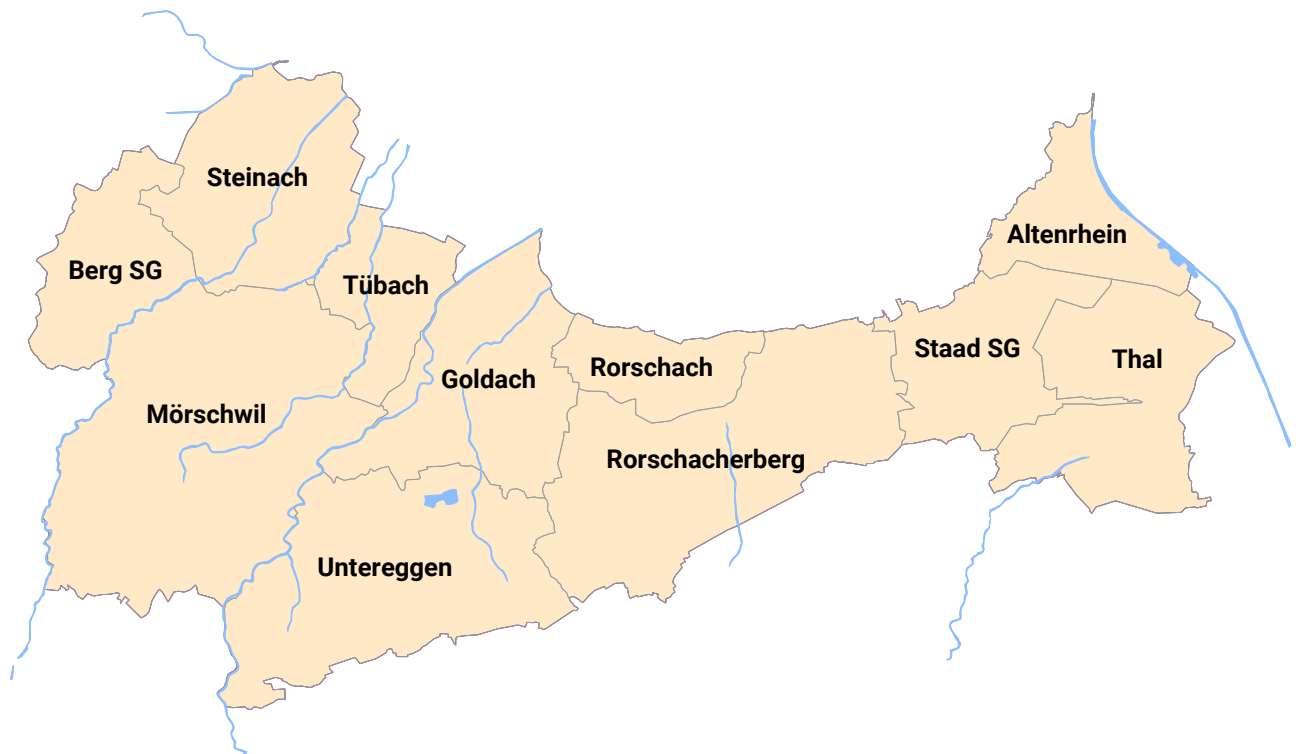 Steinach
Altenrhein
Berg SG
Tübach
Staad SG
Thal
Rorschach
Goldach
Mörschwil
Rorschacherberg
Untereggen